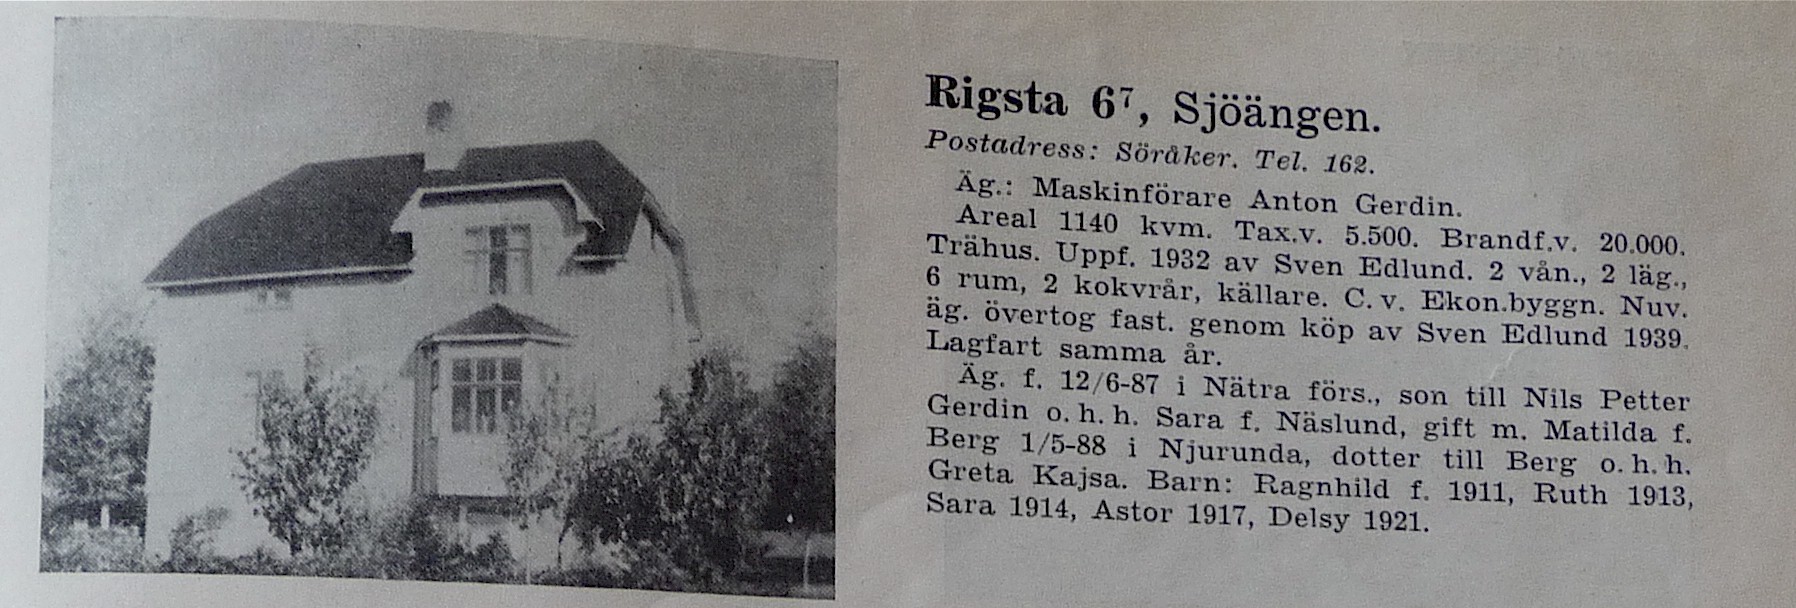 Rigsta 6⁷, Sjöängen.
Postadress: Söråker. Tel. 162.
Äg.: Maskinförare Anton Gerdin.
Areal 1140 kvm. Tax.v. 5.500. Brandf.v. 20.000.
Trähus. Uppf. 1932 av Sven Edlund. 2 vån., 2 läg.,
6 rum, 2 kokvrår, källare. C. v. Ekon.byggn. Nuv.
äg. övertog fast. genom köp av Sven Edlund 1939.
Lagfart samma år.
Äg. f. 12/6-87 i Nätra förs., son till Nils Petter
Gerdin o. h. h. Sara f. Näslund, gift m. Matilda f.
Berg 1/5-88 i Njurunda, dotter till Berg o. h. h.
Greta Kajsa. Barn: Ragnhild f. 1911, Ruth 1913,
Sara 1914, Astor 1917, Delsy 1921.